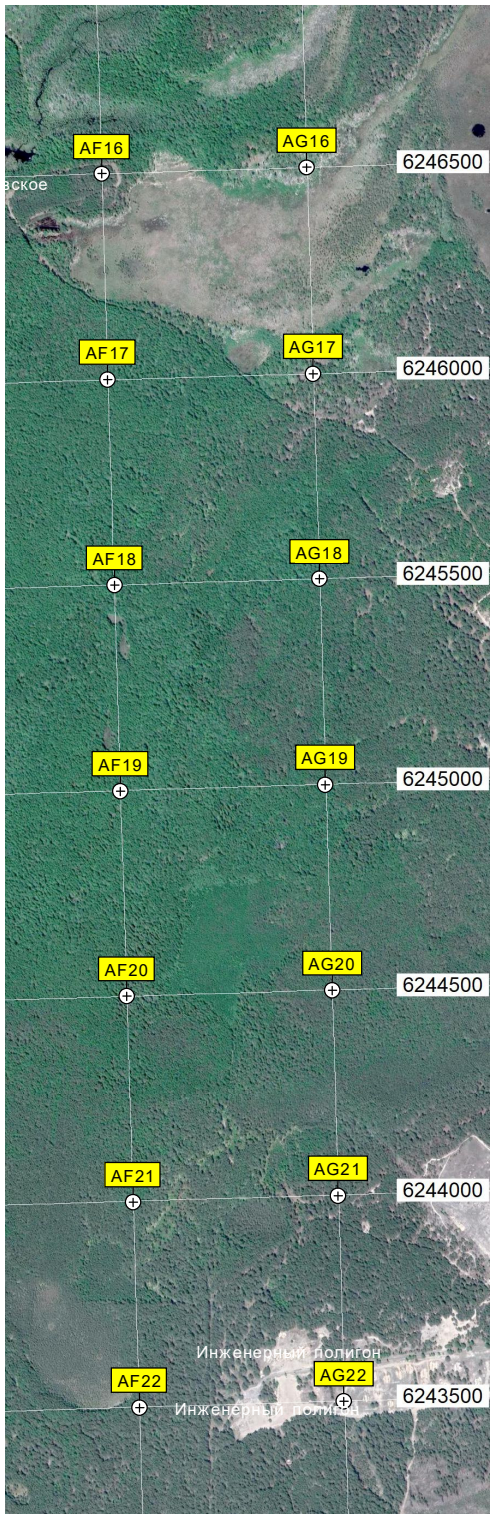 AG16
AF16
6246500
вское
AG17
AF17
6246000
AG18
AF18
6245500
AG19
AF19
6245000
AG20
AF20
6244500
AG21
AF21
6244000
Инженерный полигон
AG22
AF22
6243500
Инженерный полигон